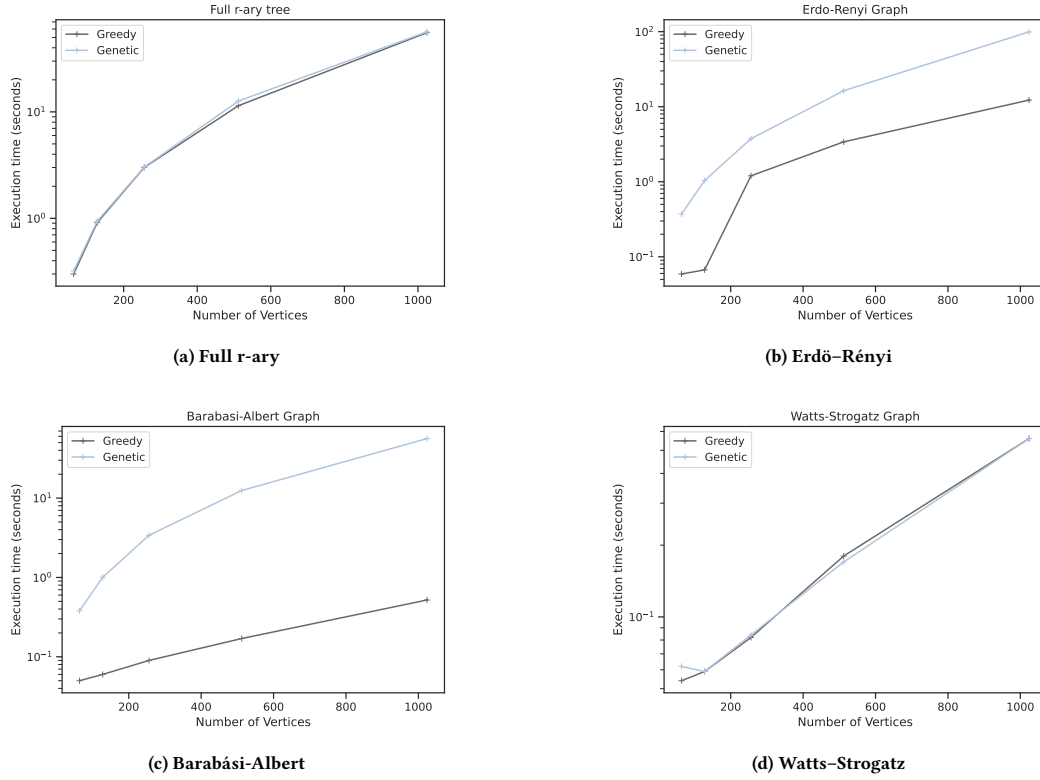 Full r-ary tree
Greedy
Genetic
Execution time (seconds)
10¹
10⁰
200 400 600 800 1000
Number of Vertices
(a) Full r-ary
Erdo-Renyi Graph
Greedy
Genetic
Execution time (seconds)
10²
10¹
10⁰
10⁻¹
200 400 600 800 1000
Number of Vertices
(b) Erdö–Rényi
Barabasi-Albert Graph
Greedy
Genetic
Execution time (seconds)
10¹
10⁰
10⁻¹
200 400 600 800 1000
Number of Vertices
(c) Barabási-Albert
Watts-Strogatz Graph
Greedy
Genetic
Execution time (seconds)
10⁻¹
200 400 600 800 1000
Number of Vertices
(d) Watts–Strogatz